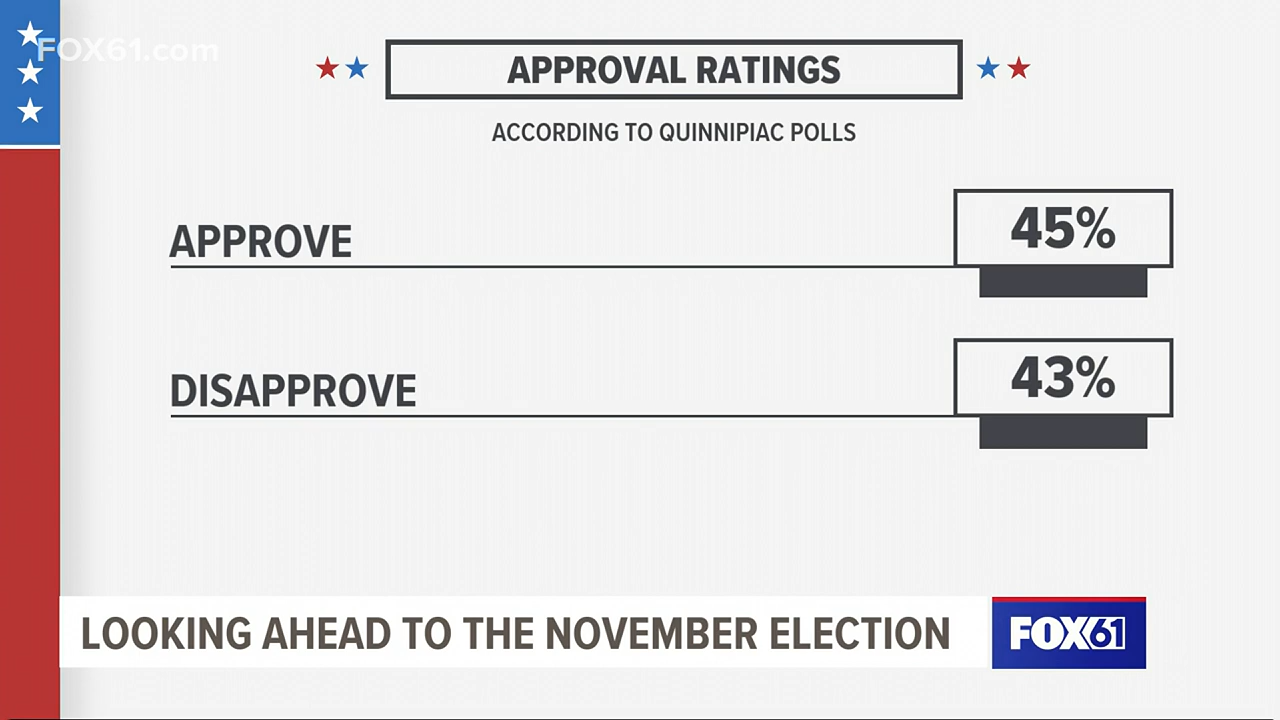 FOX61.com
APPROVAL RATINGS
ACCORDING TO QUINNIPIAC POLLS
APPROVE 45%
DISAPPROVE 43%
LOOKING AHEAD TO THE NOVEMBER ELECTION FOX61